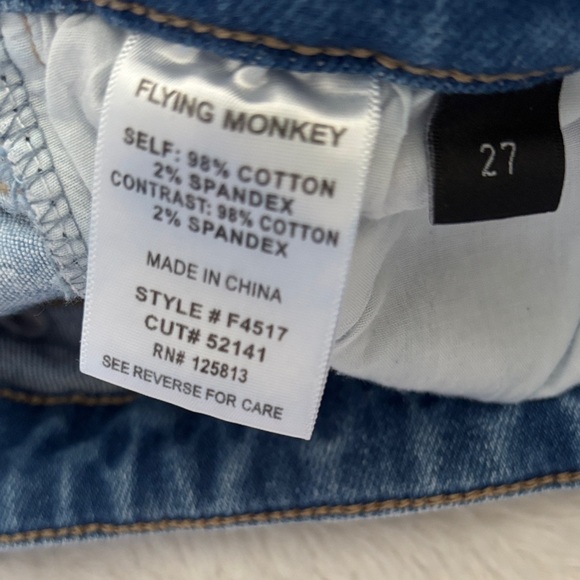 FLYING MONKEY
SELF: 98% COTTON
2% SPANDEX
CONTRAST: 98% COTTON
2% SPANDEX
MADE IN CHINA
STYLE # F4517
CUT# 52141
RN# 125813
SEE REVERSE FOR CARE
27